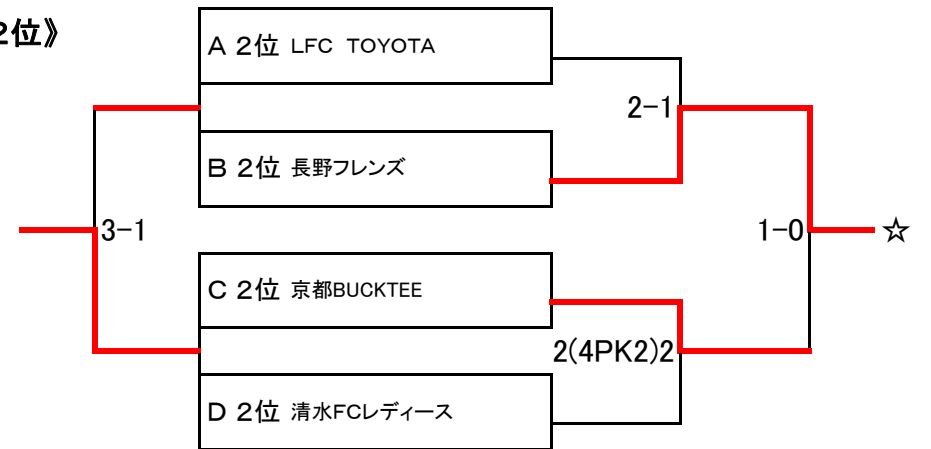 2位》
A 2位 LFC TOYOTA
2-1
B 2位 長野フレンズ
3-1
1-0 ☆
C 2位 京都BUCKTEE
2(4PK2)2
D 2位 清水FCレディース